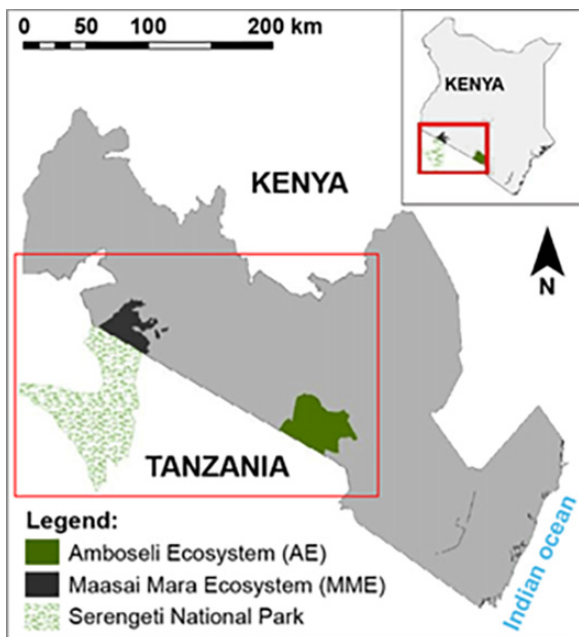 0 50 100 200 km
KENYA
KENYA
N
TANZANIA
Legend:
Amboseli Ecosystem (AE)
Maasai Mara Ecosystem (MME)
Serengeti National Park
Indian ocean